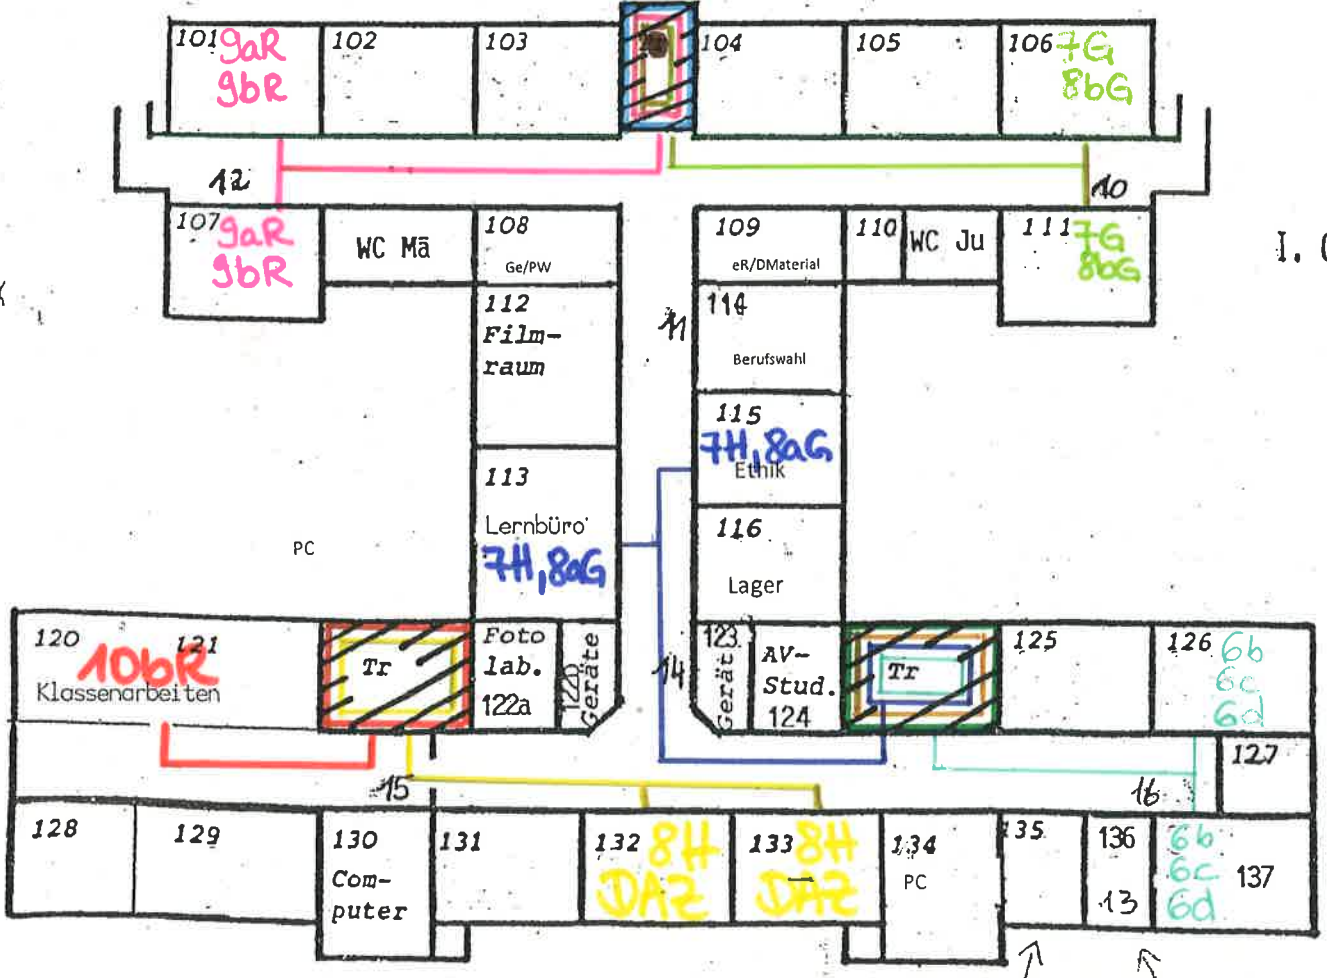 101 9aR
9bR
102
103
104
105
106 7G
8bG
12
10
107 9aR
9bR
WC Mä
108
Ge/PW
109
eR/DMaterial
110
WC Ju
111 7G
8bG
I.
112
Film-
raum
11
114
Berufswahl
115
7H, 8aG
Ethik
113
Lernbüro
7H, 8aG
116
Lager
PC
120
121
10bR
Klassenarbeiten
Tr
Foto
lab.
122a
122b
Geräte
14
123
Gerät
AV-
Stud.
124
Tr
125
126 6b
6c
6d
127
15
16
128
129
130
Com-
puter
131
132 8H
DAZ
133 8H
DAZ
134
PC
135
136
13
6b
6c 137
6d